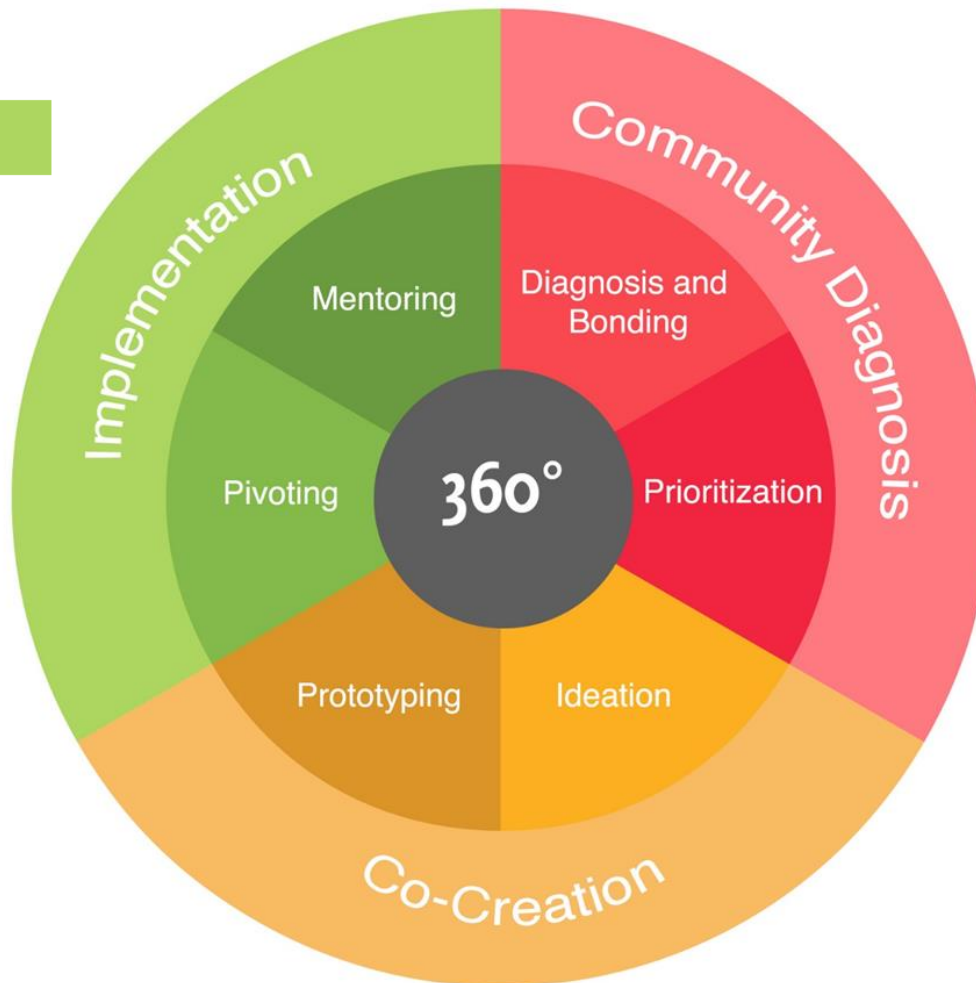 Community Diagnosis
Diagnosis and
Bonding
Prioritization
Co-Creation
Ideation
Prototyping
Implementation
Pivoting
Mentoring
360°